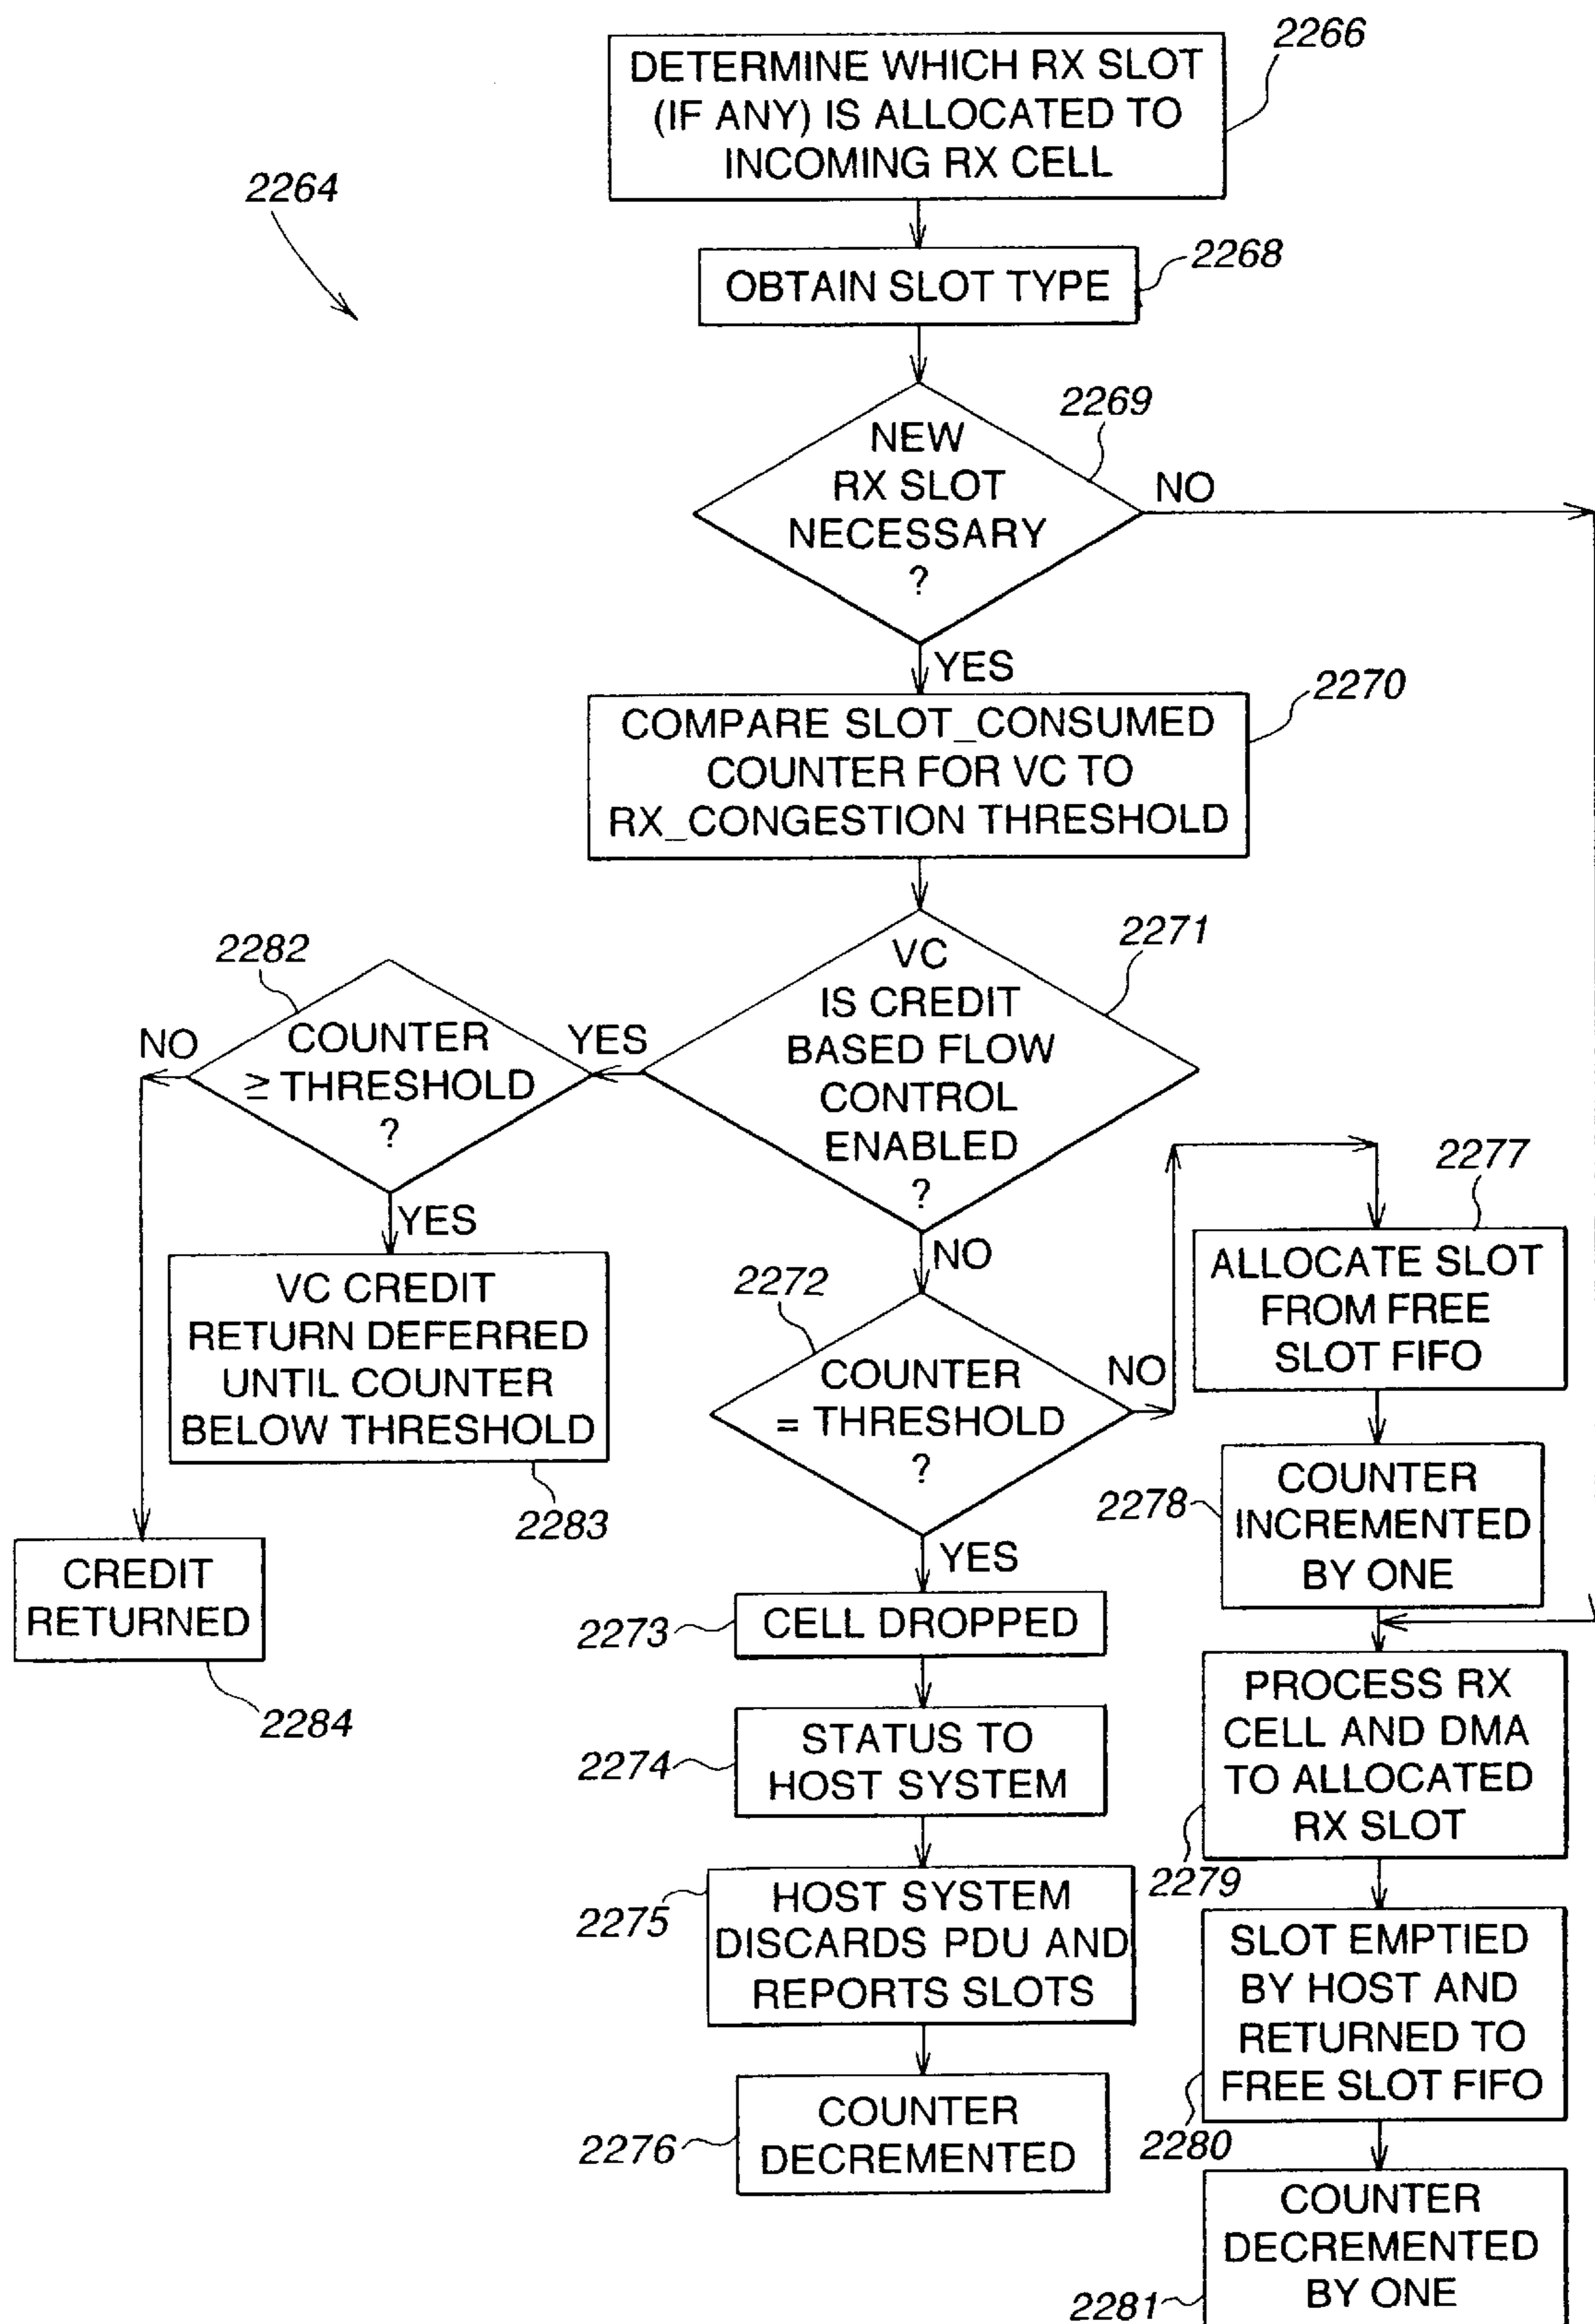 2266
DETERMINE WHICH RX SLOT
(IF ANY) IS ALLOCATED TO
INCOMING RX CELL
2264
2268
OBTAIN SLOT TYPE
2269
NEW
RX SLOT
NECESSARY
?
NO
YES
2270
COMPARE SLOT_CONSUMED
COUNTER FOR VC TO
RX_CONGESTION THRESHOLD
2271
VC
IS CREDIT
BASED FLOW
CONTROL
ENABLED
?
YES
NO
2282
COUNTER
≥ THRESHOLD
?
NO
YES
VC CREDIT
RETURN DEFERRED
UNTIL COUNTER
BELOW THRESHOLD
2283
CREDIT
RETURNED
2284
2272
COUNTER
= THRESHOLD
?
NO
YES
2273
CELL DROPPED
2274
STATUS TO
HOST SYSTEM
2275
HOST SYSTEM
DISCARDS PDU AND
REPORTS SLOTS
2276
COUNTER
DECREMENTED
2277
ALLOCATE SLOT
FROM FREE
SLOT FIFO
2278
COUNTER
INCREMENTED
BY ONE
PROCESS RX
CELL AND DMA
TO ALLOCATED
RX SLOT
2279
SLOT EMPTIED
BY HOST AND
RETURNED TO
FREE SLOT FIFO
2280
COUNTER
DECREMENTED
BY ONE
2281